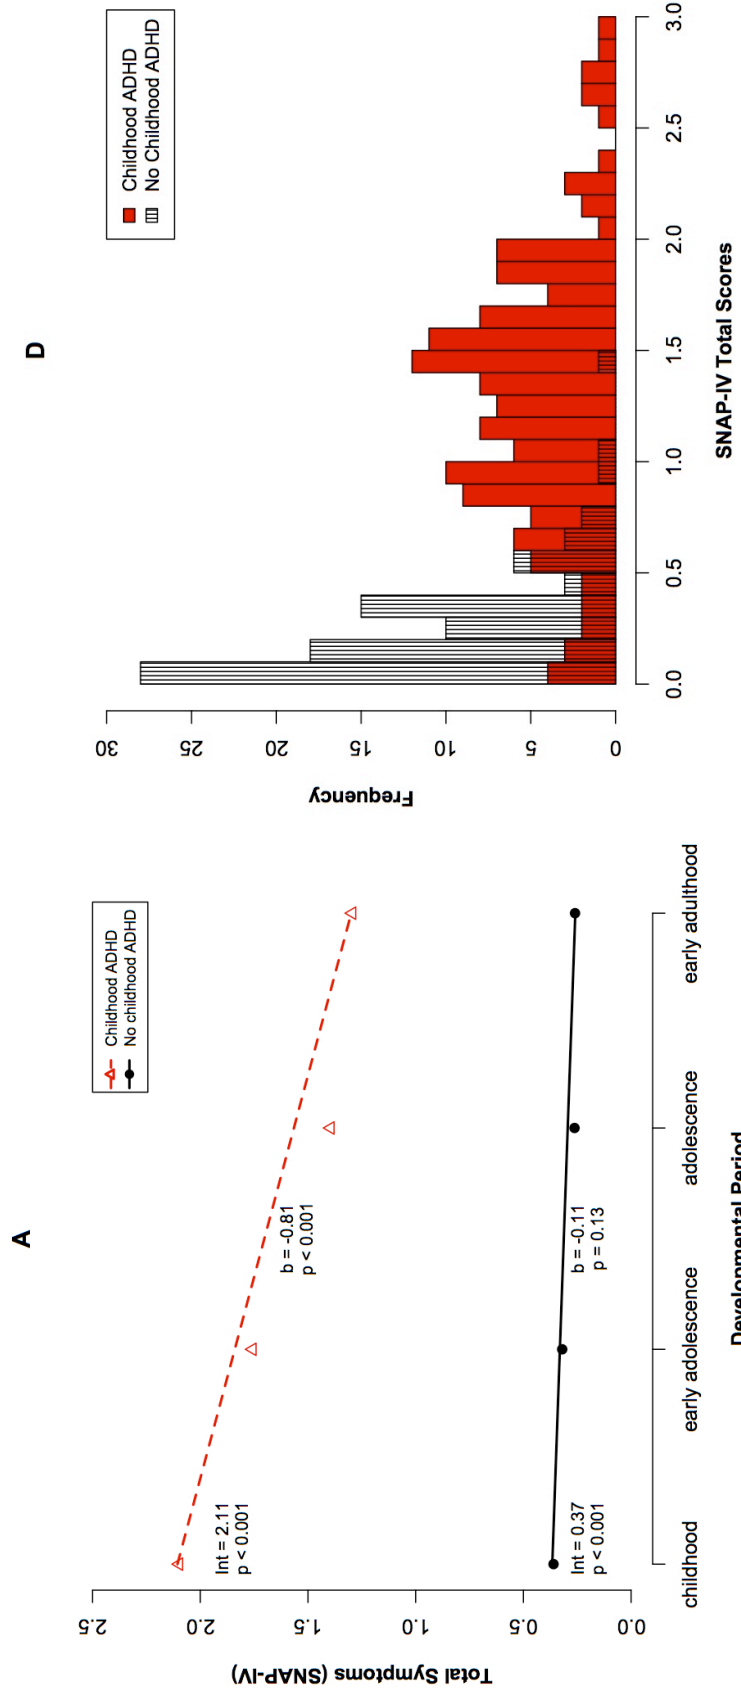 A
Total Symptoms (SNAP-IV)
2.5
2.0
1.5
1.0
0.5
0.0
Childhood ADHD
No childhood ADHD
Int = 2.11
p < 0.001
b = -0.81
p < 0.001
Int = 0.37
p < 0.001
b = -0.11
p = 0.13
childhood
early adolescence
adolescence
early adulthood
Developmental Period
D
Frequency
30
25
20
15
10
5
0
Childhood ADHD
No Childhood ADHD
0.0
0.5
1.0
1.5
2.0
2.5
3.0
SNAP-IV Total Scores